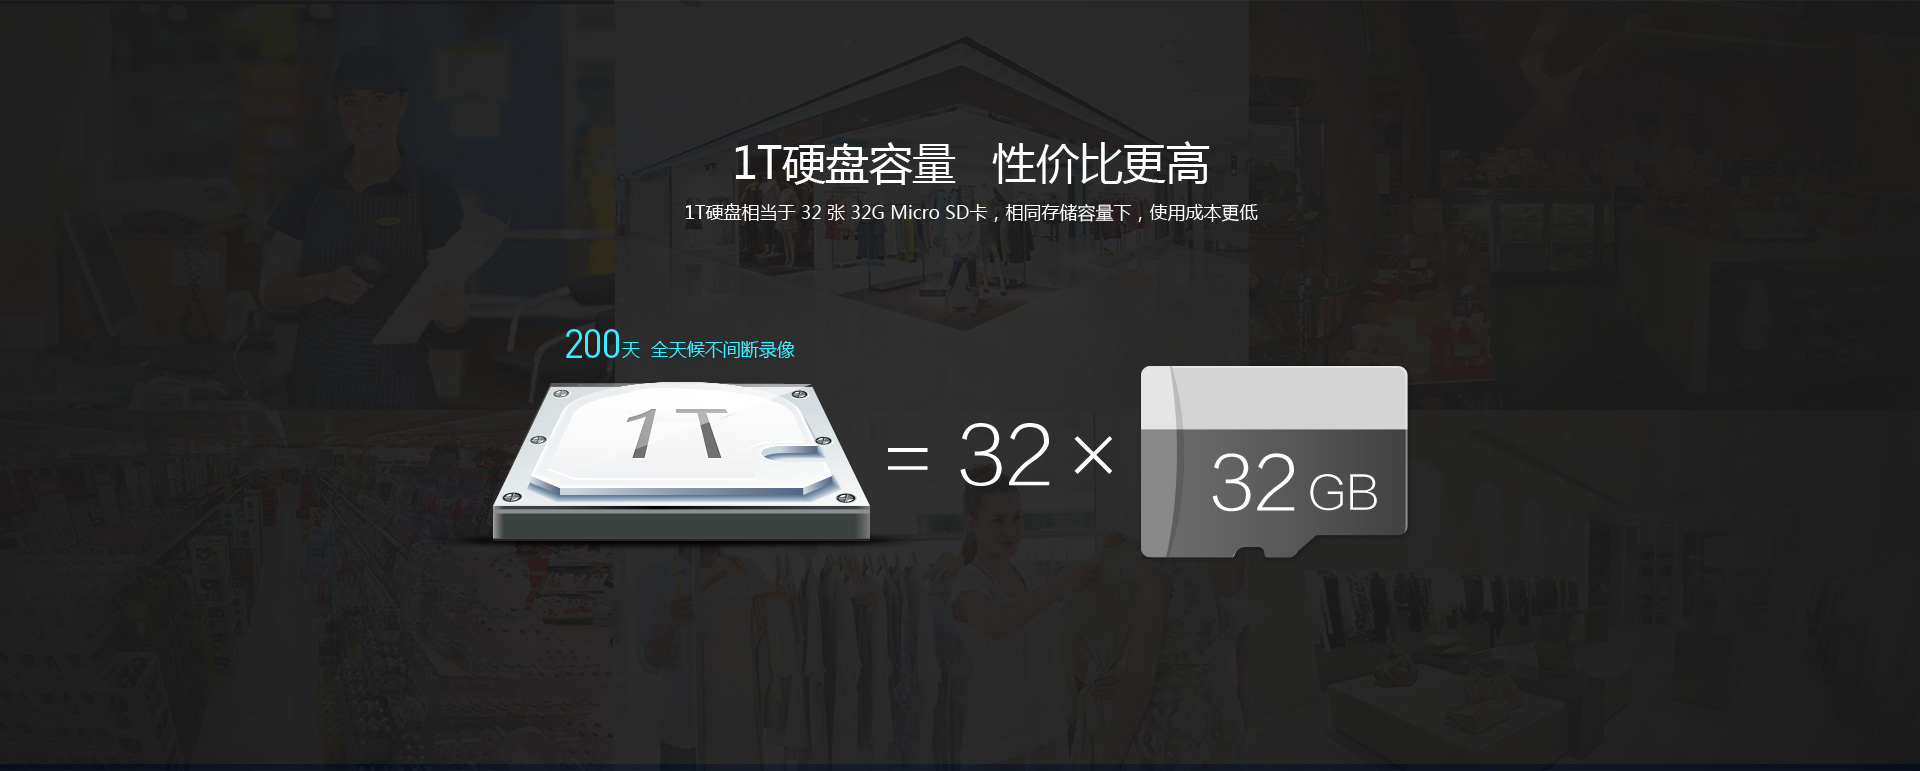 1T硬盘容量 性价比更高
1T硬盘相当于 32 张 32G Micro SD卡，相同存储容量下，使用成本更低
200天 全天候不间断录像
1T = 32 × 32 GB